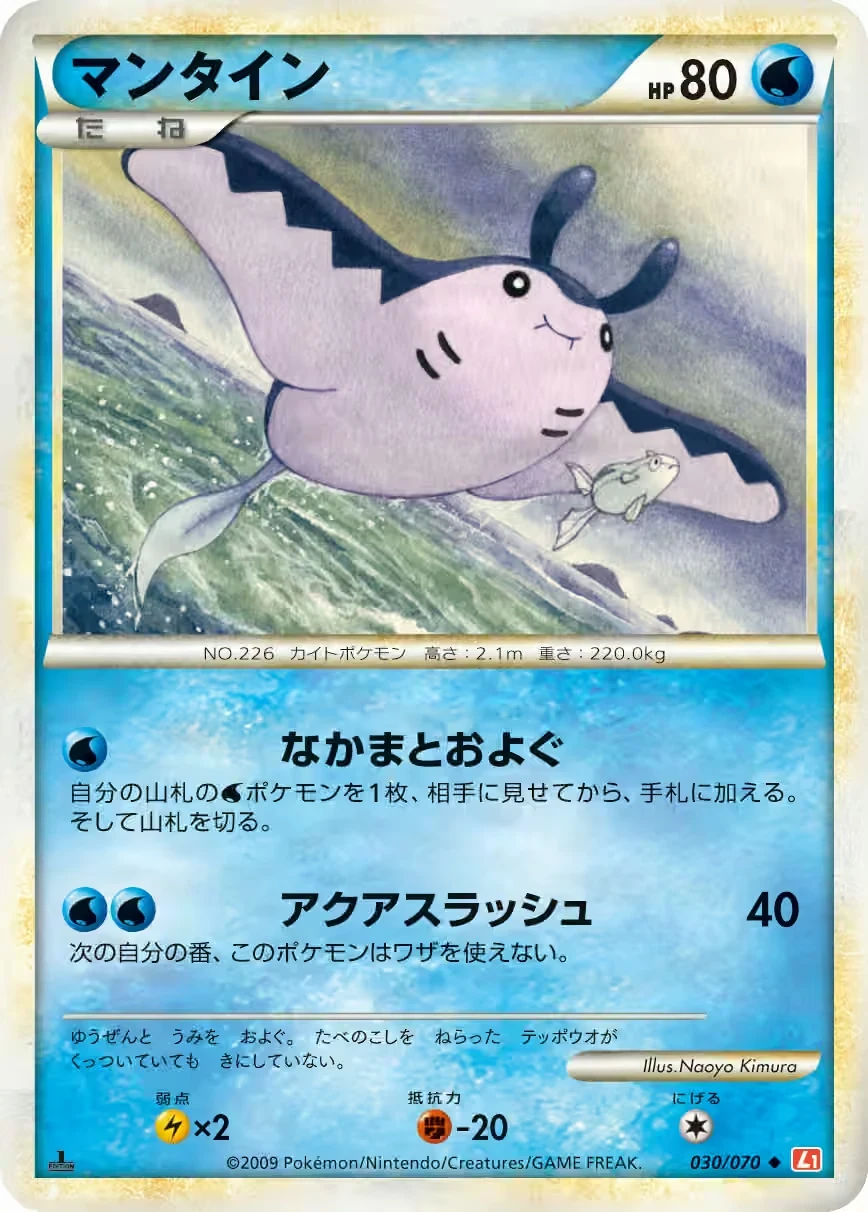 マンタイン
HP 80
たね
NO.226 カイトポケモン 高さ：2.1m 重さ：220.0kg
なかまとおよぐ
自分の山札のポケモンを1枚、相手に見せてから、手札に加える。
そして山札を切る。
アクアスラッシュ 40
次の自分の番、このポケモンはワザを使えない。
ゆうぜんと うみを およぐ。 たべのこしを ねらった テッポウオが
くっついていても きにしていない。
Illus.Naoyo Kimura
弱点 抵抗力 にげる
×2 -20
1 EDITION ©2009 Pokémon/Nintendo/Creatures/GAME FREAK. 030/070 ◆ L1